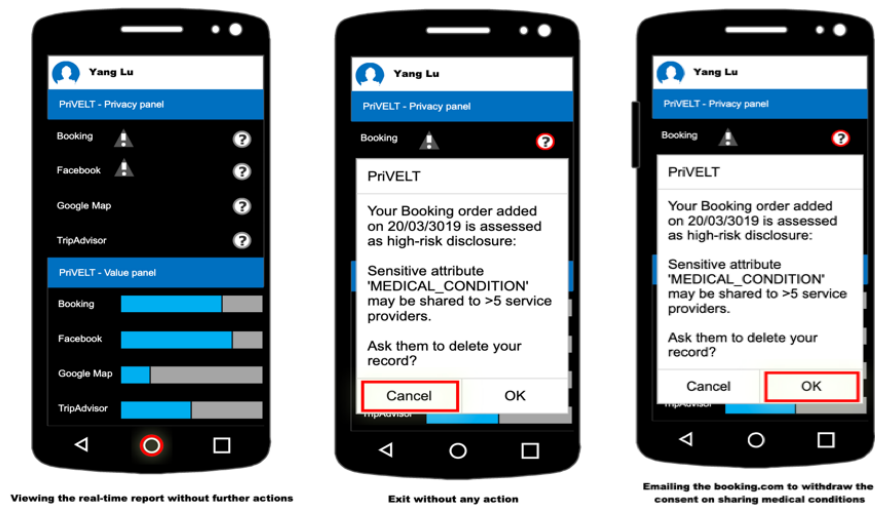 Yang Lu
PriVELT - Privacy panel
Booking
Facebook
Google Map
TripAdvisor
PriVELT - Value panel
Booking
Facebook
Google Map
TripAdvisor
Viewing the real-time report without further actions
Yang Lu
PriVELT - Privacy panel
Booking
PriVELT
Your Booking order added
on 20/03/3019 is assessed
as high-risk disclosure:
Sensitive attribute
'MEDICAL_CONDITION'
may be shared to >5 service
providers.
Ask them to delete your
record?
Cancel OK
TripAdvisor
Exit without any action
Yang Lu
PriVELT - Privacy panel
Booking
PriVELT
Your Booking order added
on 20/03/3019 is assessed
as high-risk disclosure:
Sensitive attribute
'MEDICAL_CONDITION'
may be shared to >5 service
providers.
Ask them to delete your
record?
Cancel OK
TripAdvisor
Emailing the booking.com to withdraw the
consent on sharing medical conditions